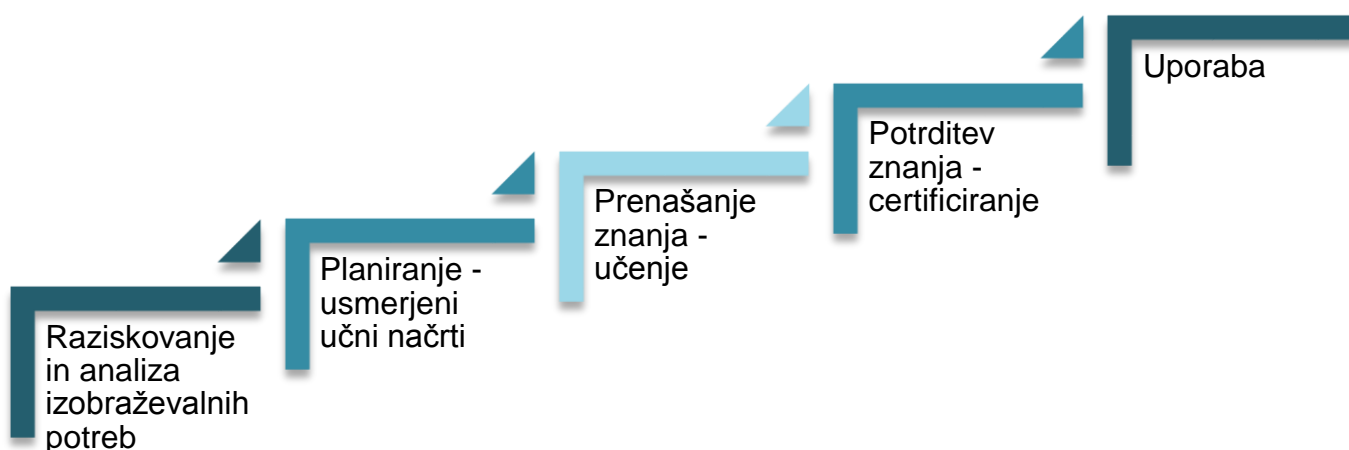 Raziskovanje
in analiza
izobraževalnih
potreb
Planiranje -
usmerjeni
učni načrti
Prenašanje
znanja -
učenje
Potrditev
znanja -
certificiranje
Uporaba